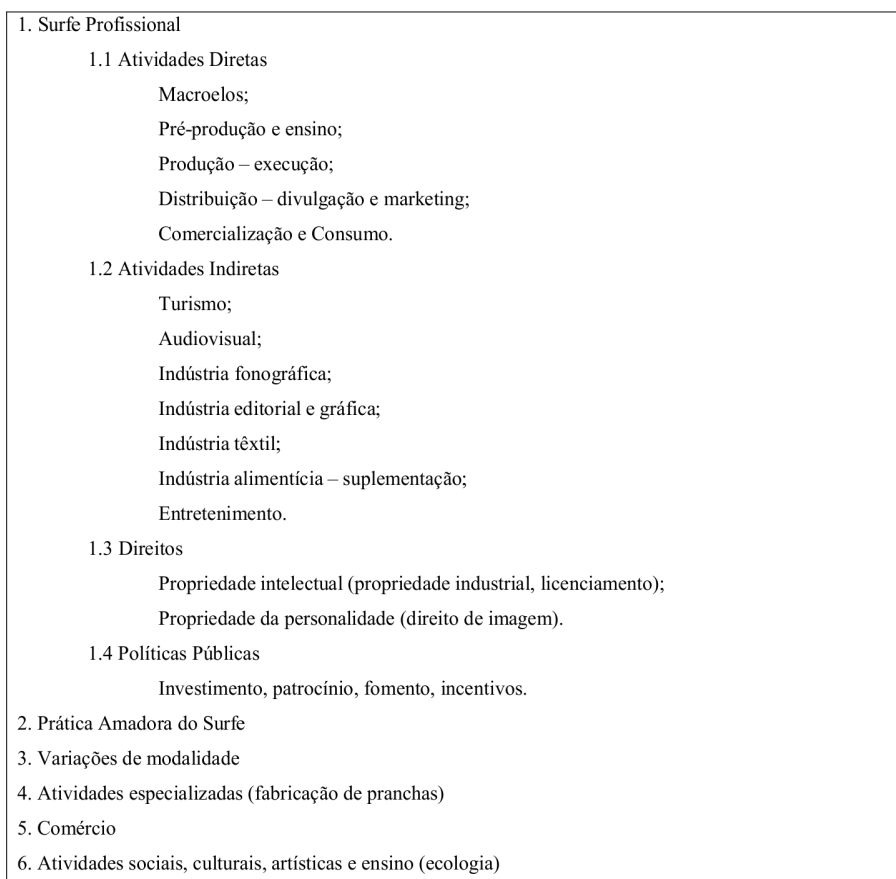 1. Surfe Profissional
1.1 Atividades Diretas
Macroelos;
Pré-produção e ensino;
Produção – execução;
Distribuição – divulgação e marketing;
Comercialização e Consumo.
1.2 Atividades Indiretas
Turismo;
Audiovisual;
Indústria fonográfica;
Indústria editorial e gráfica;
Indústria têxtil;
Indústria alimentícia – suplementação;
Entretenimento.
1.3 Direitos
Propriedade intelectual (propriedade industrial, licenciamento);
Propriedade da personalidade (direito de imagem).
1.4 Políticas Públicas
Investimento, patrocínio, fomento, incentivos.
2. Prática Amadora do Surfe
3. Variações de modalidade
4. Atividades especializadas (fabricação de pranchas)
5. Comércio
6. Atividades sociais, culturais, artísticas e ensino (ecologia)